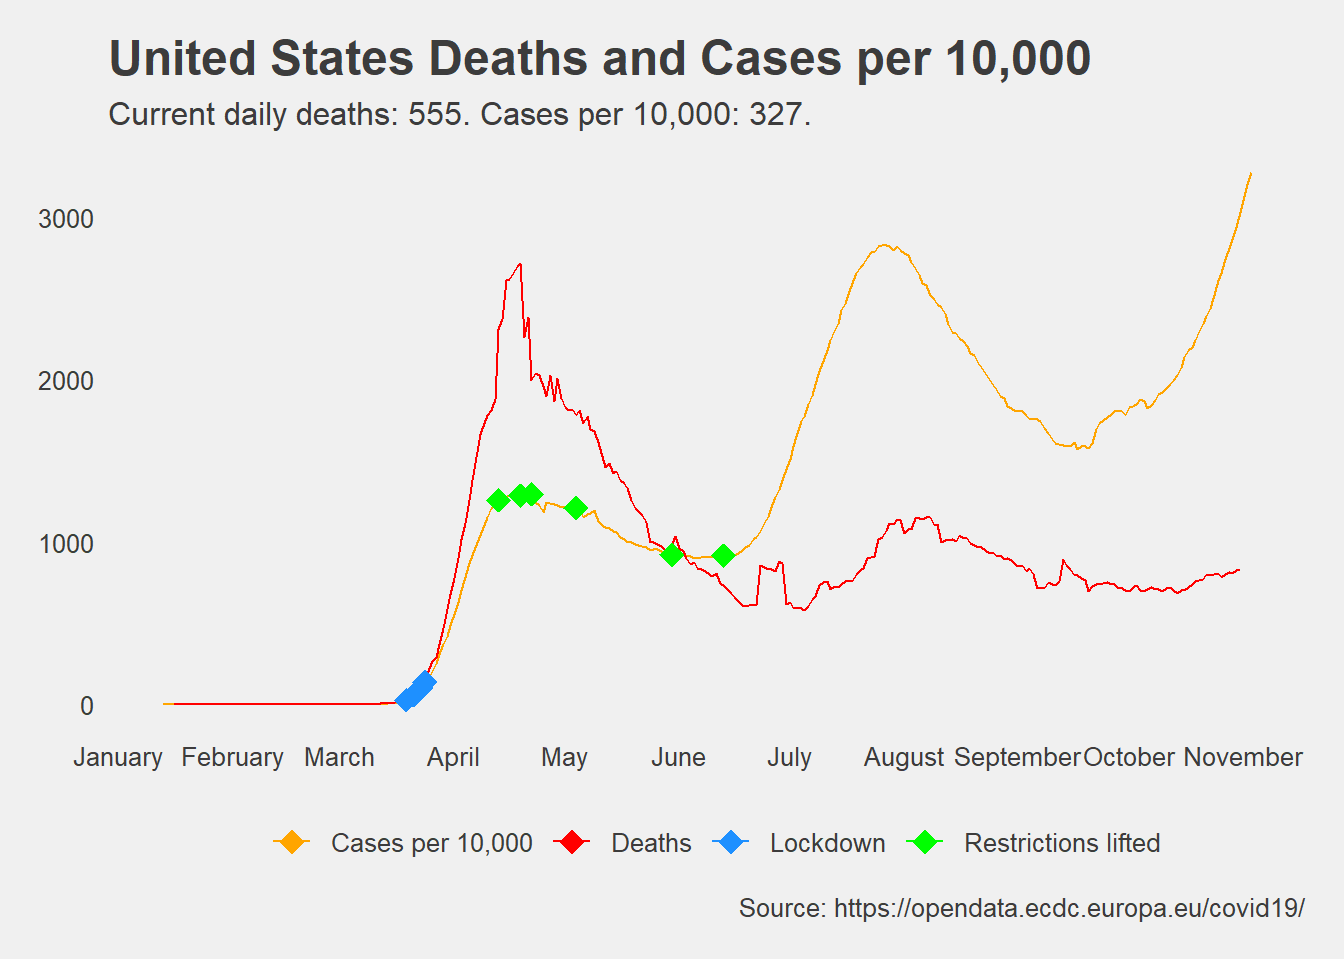 United States Deaths and Cases per 10,000
Current daily deaths: 555. Cases per 10,000: 327.
3000
2000
1000
0
January February March April May June July August September October November
Cases per 10,000 Deaths Lockdown Restrictions lifted
Source: https://opendata.ecdc.europa.eu/covid19/